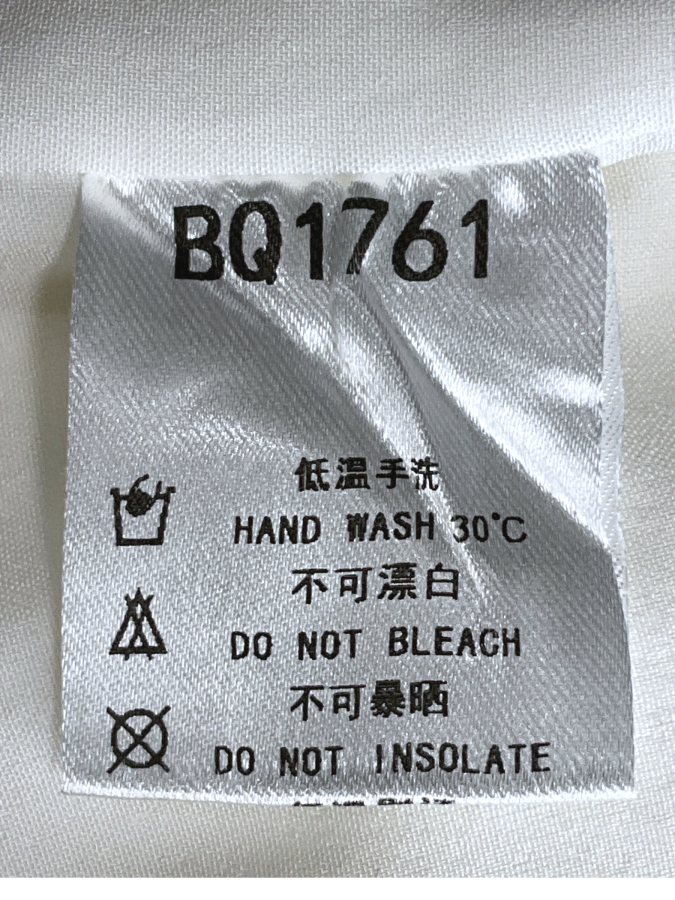 BQ1761
低温手洗
HAND WASH 30°C
不可漂白
DO NOT BLEACH
不可暴晒
DO NOT INSOLATE